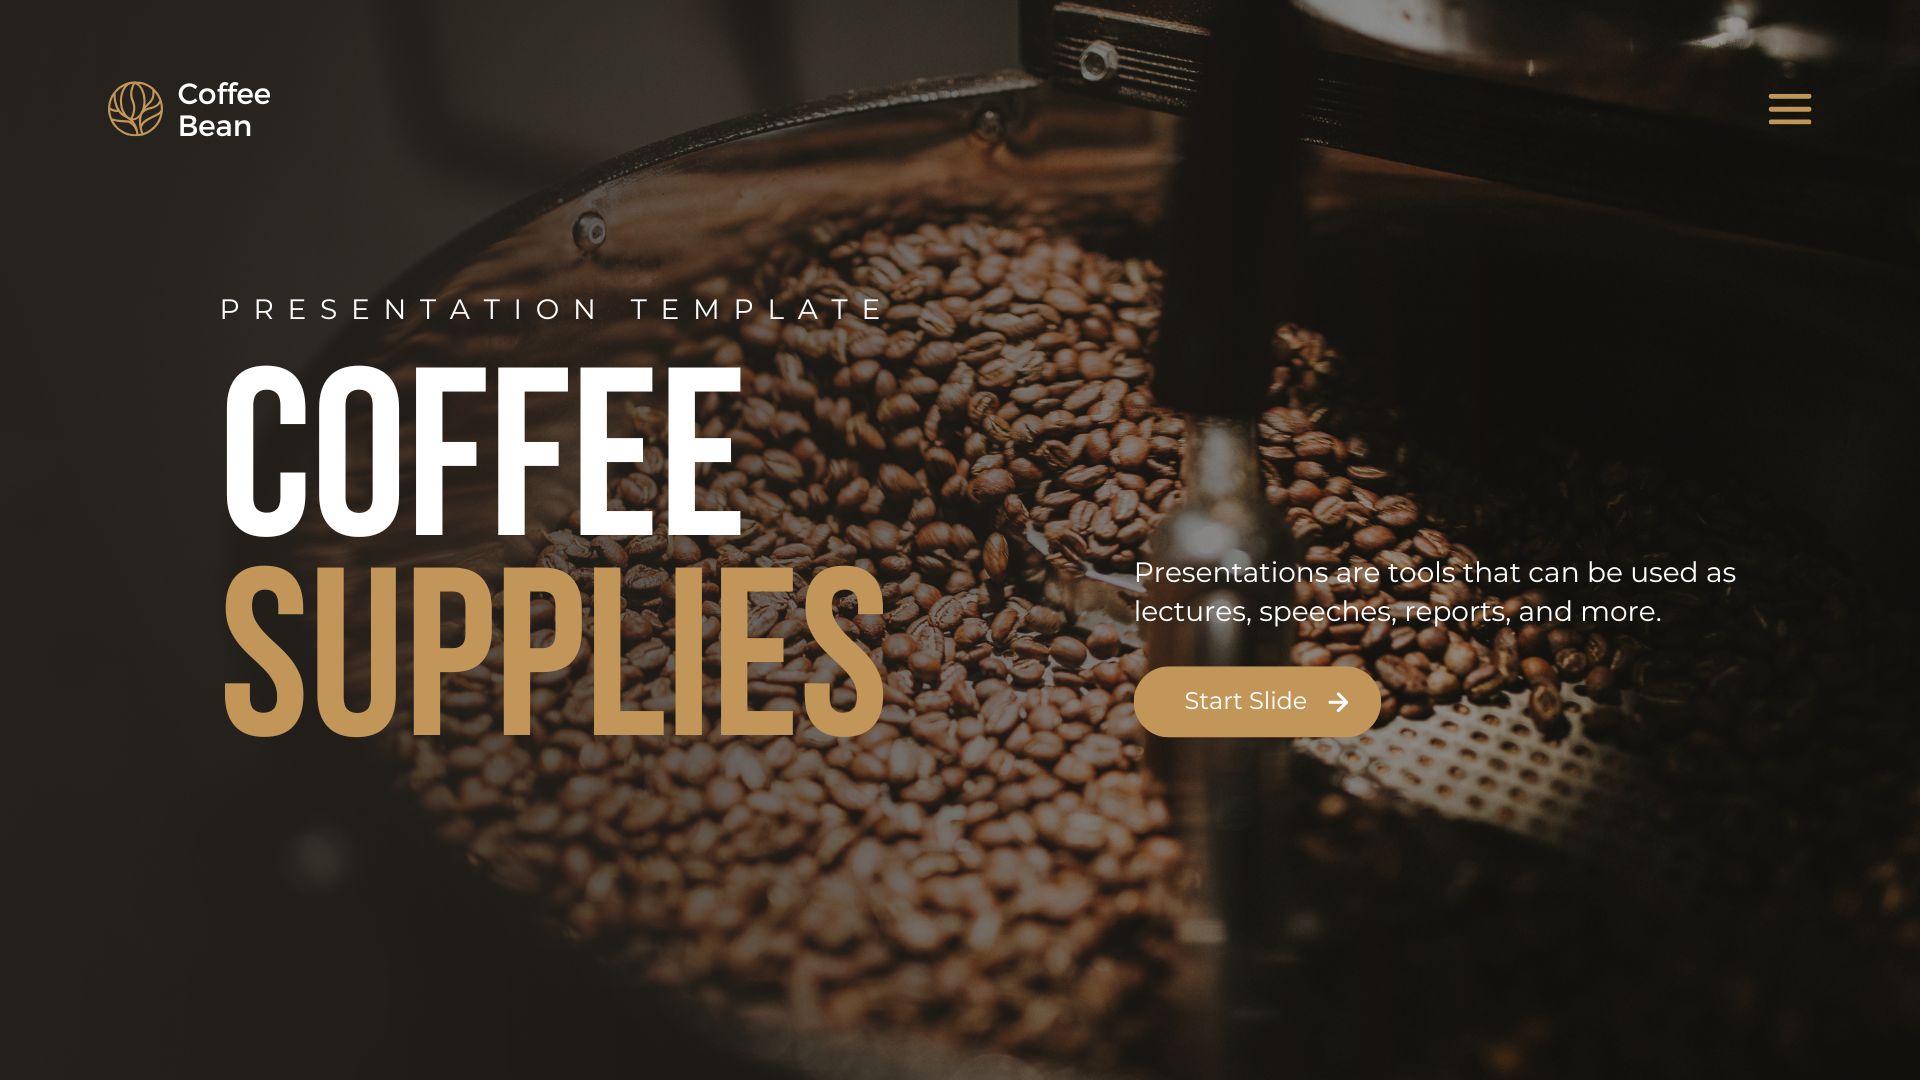 Coffee
Bean
PRESENTATION TEMPLATE
COFFEE
SUPPLIES
Presentations are tools that can be used as
lectures, speeches, reports, and more.
Start Slide